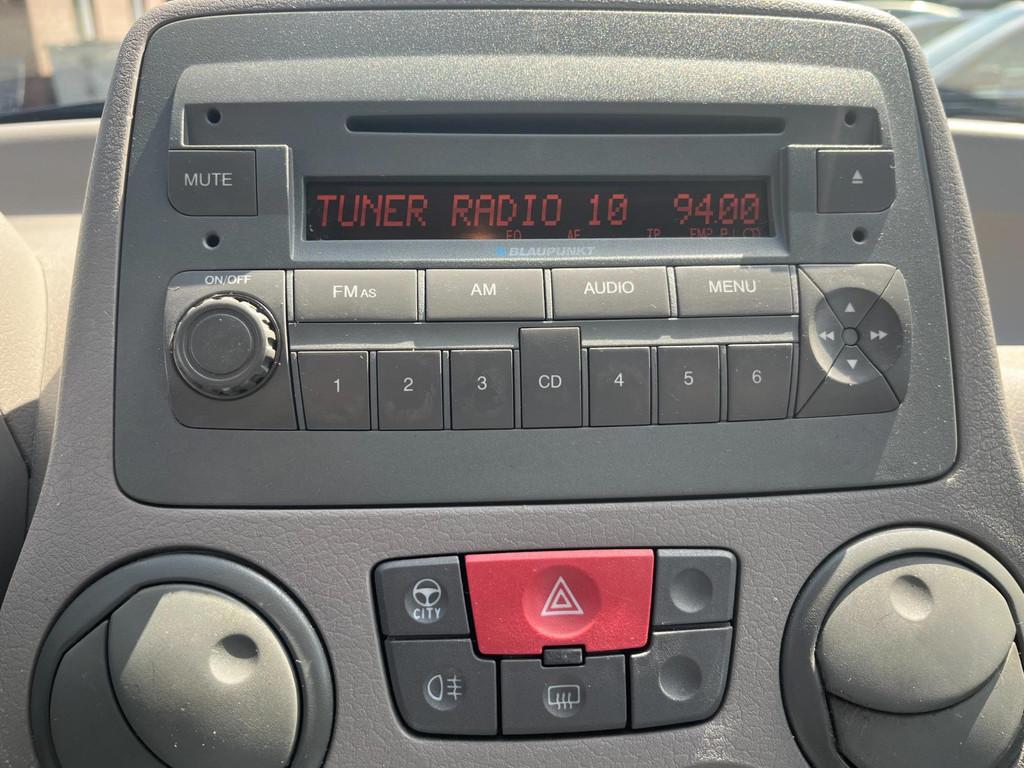 MUTE
TUNER RADIO 10 94.00
EQ AF TP
BLAUPUNKT
ON/OFF
FM AS AM AUDIO MENU
1 2 3 CD 4 5 6
CITY